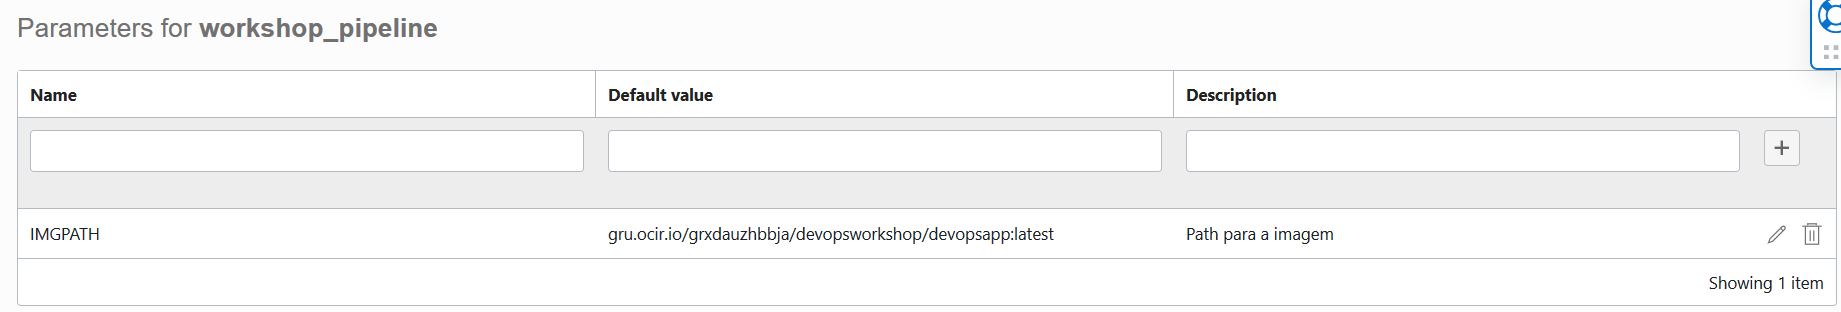 Parameters for workshop_pipeline
Name Default value Description
IMGPATH gru.ocir.io/grxdauzhbbja/devopsworkshop/devopsapp:latest Path para a imagem
Showing 1 item